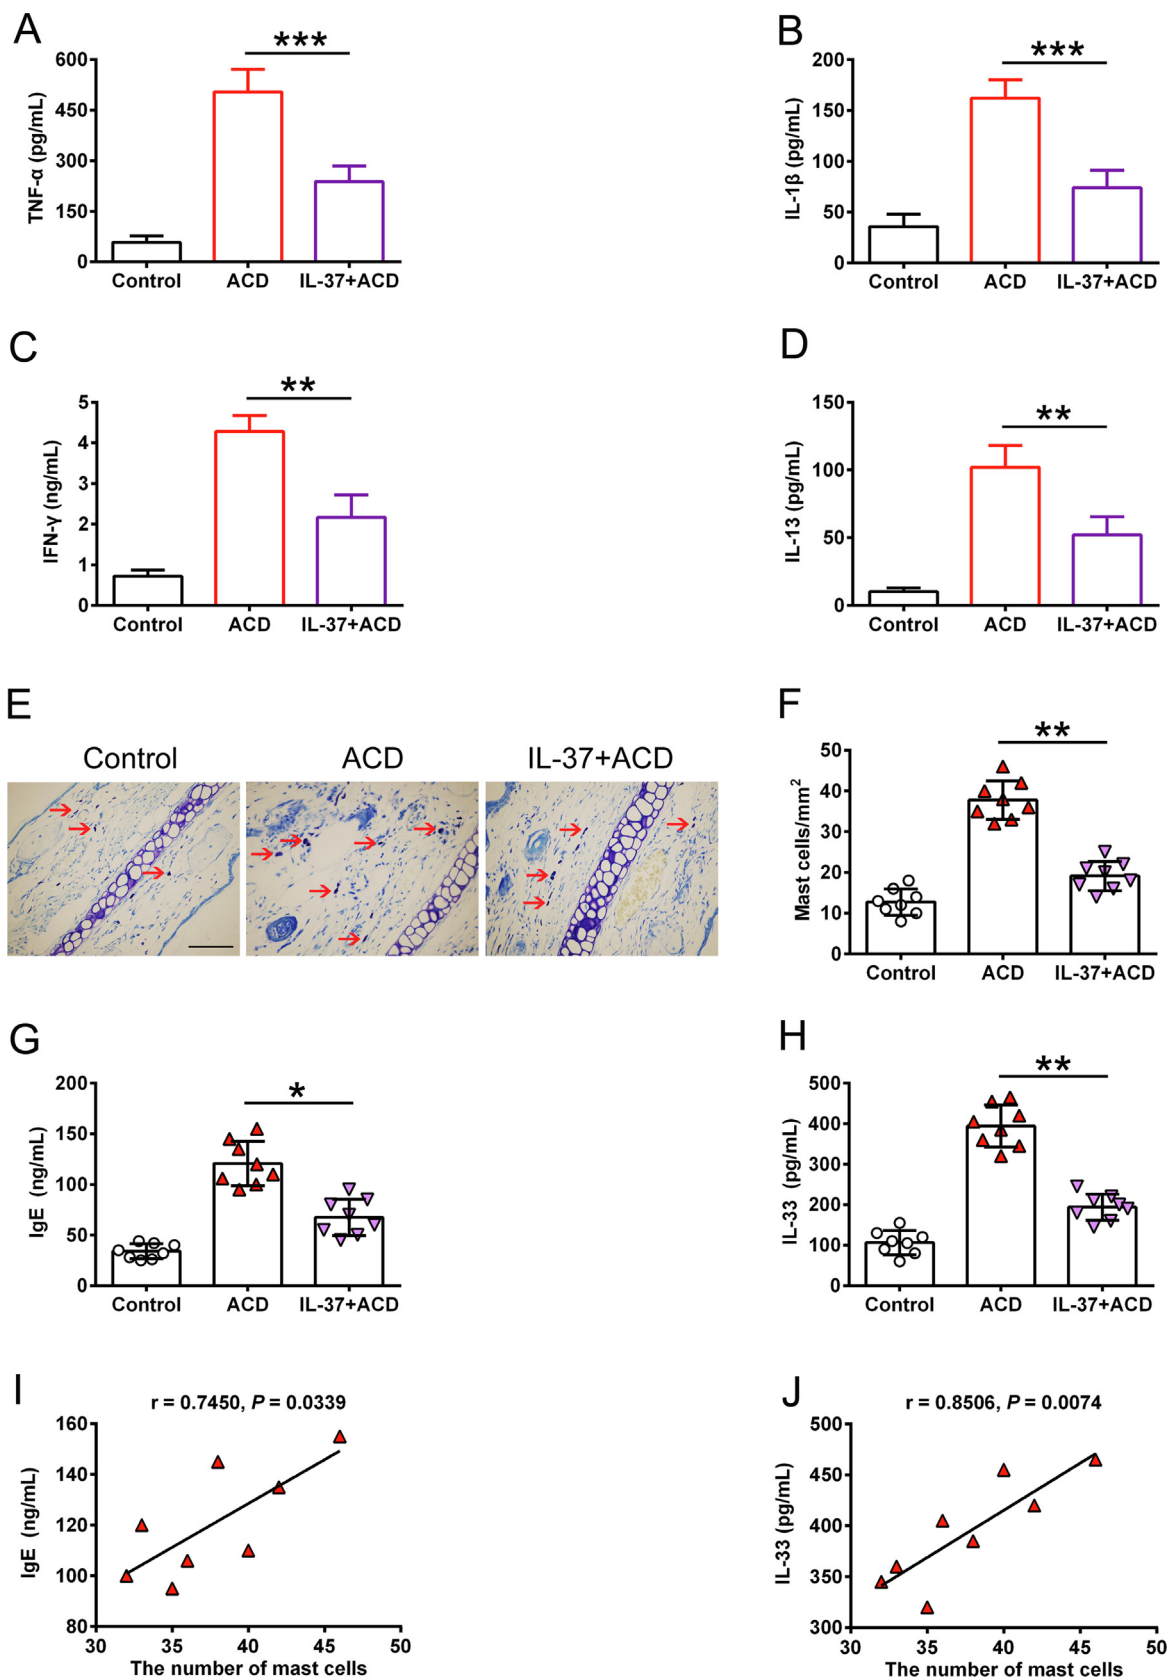 A
***
TNF-α (pg/mL)
600
450
300
150
0
Control ACD IL-37+ACD
B
***
IL-1β (pg/mL)
200
150
100
50
0
Control ACD IL-37+ACD
C
**
IFN-γ (ng/mL)
5
4
3
2
1
0
Control ACD IL-37+ACD
D
**
IL-13 (pg/mL)
150
100
50
0
Control ACD IL-37+ACD
E
Control ACD IL-37+ACD
F
**
Mast cells/mm²
50
40
30
20
10
0
Control ACD IL-37+ACD
G
*
IgE (ng/mL)
200
150
100
50
0
Control ACD IL-37+ACD
H
**
IL-33 (pg/mL)
500
400
300
200
100
0
Control ACD IL-37+ACD
I
r = 0.7450, P = 0.0339
IgE (ng/mL)
160
140
120
100
80
30 35 40 45 50
The number of mast cells
J
r = 0.8506, P = 0.0074
IL-33 (pg/mL)
500
450
400
350
300
30 35 40 45 50
The number of mast cells